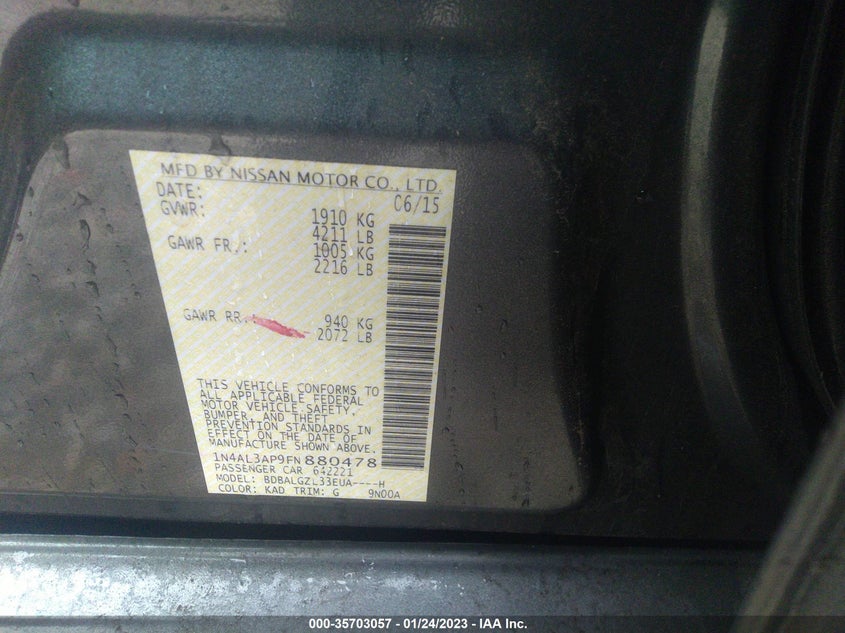 MFD BY NISSAN MOTOR CO., LTD.
DATE: 06/15
GVWR: 1910 KG
4211 LB
GAWR FR.: 1005 KG
2216 LB
GAWR RR.: 940 KG
2072 LB
THIS VEHICLE CONFORMS TO
ALL APPLICABLE FEDERAL
MOTOR VEHICLE SAFETY,
BUMPER, AND THEFT
PREVENTION STANDARDS IN
EFFECT ON THE DATE OF
MANUFACTURE SHOWN ABOVE.
1N4AL3AP9FN880478
PASSENGER CAR 642221
MODEL: BDBALGZL33EUA----H
COLOR: KAD TRIM: G 9N00A
000-35703057 - 01/24/2023 - IAA Inc.